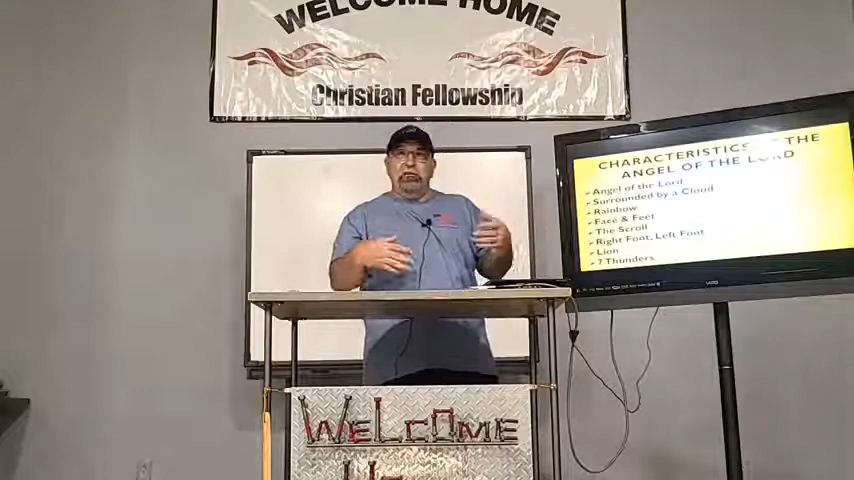 WELCOME HOME
Christian Fellowship
CHARACTERISTICS THE
ANGEL OF THE LORD
Angel of the Lord
Surrounded by a Cloud
Rainbow
Face & Feet
The Scroll
Right Foot, Left Foot
Lion
7 Thunders
WELCOME